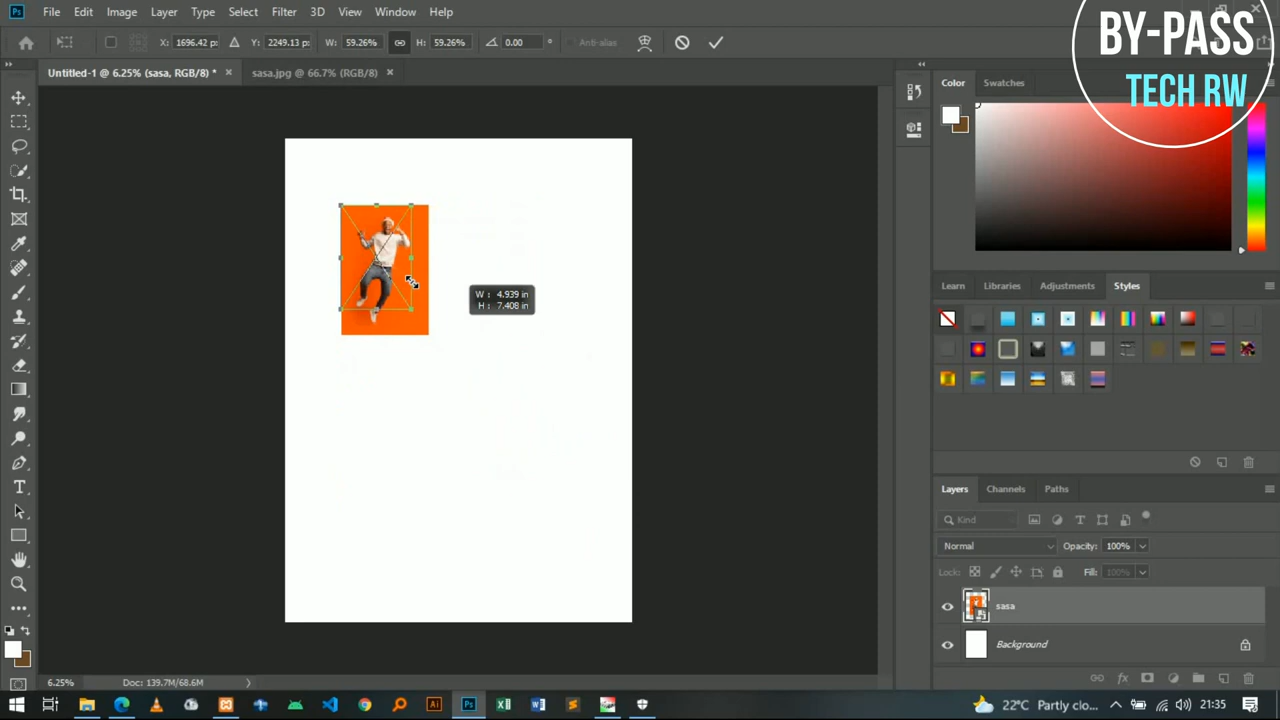 File Edit Image Layer Type Select Filter 3D View Window Help
BY-PASS
TECH RW
X: 1696.42 p: Y: 2249.13 p: W: 59.26% H: 59.26% 0.00 ° Anti-alias
Untitled-1 @ 6.25% (sasa, RGB/8) * × sasa.jpg @ 66.7% (RGB/8) ×
Color Swatches
W: 4.939 in
H: 7.408 in
Learn Libraries Adjustments Styles
Layers Channels Paths
Kind
Normal Opacity: 100%
Lock: Fill: 100%
sasa
Background
6.25% Doc: 139.7M/68.6M
22°C Partly clo... 21:35